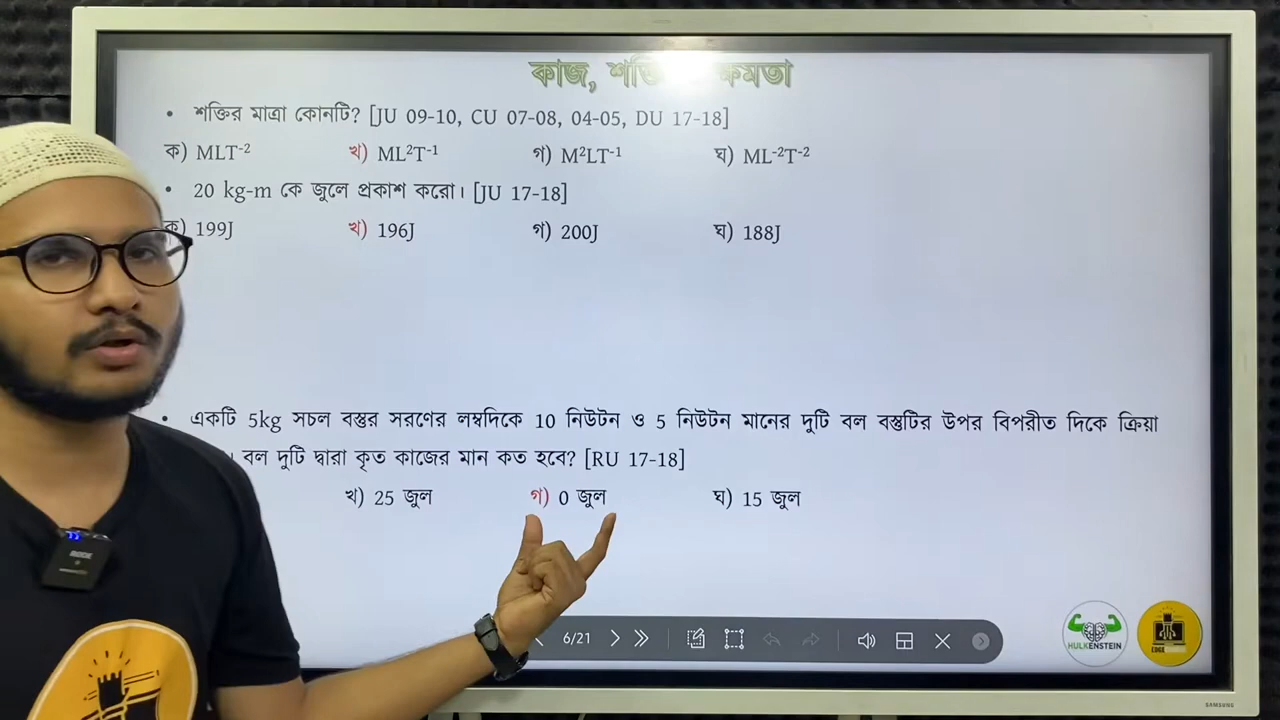 কাজ, শক্তি ক্ষমতা
• শক্তির মাত্রা কোনটি? [JU 09-10, CU 07-08, 04-05, DU 17-18]
ক) MLT⁻² খ) ML²T⁻¹ গ) M²LT⁻¹ ঘ) ML⁻²T⁻²
• 20 kg-m কে জুলে প্রকাশ করো। [JU 17-18]
ক) 199J খ) 196J গ) 200J ঘ) 188J
• একটি 5kg সচল বস্তুর সরণের লম্বদিকে 10 নিউটন ও 5 নিউটন মানের দুটি বল বস্তুটির উপর বিপরীত দিকে ক্রিয়া
। বল দুটি দ্বারা কৃত কাজের মান কত হবে? [RU 17-18]
খ) 25 জুল গ) 0 জুল ঘ) 15 জুল
6/21
HULKENSTEIN
EDGE
RODE
SAMSUNG